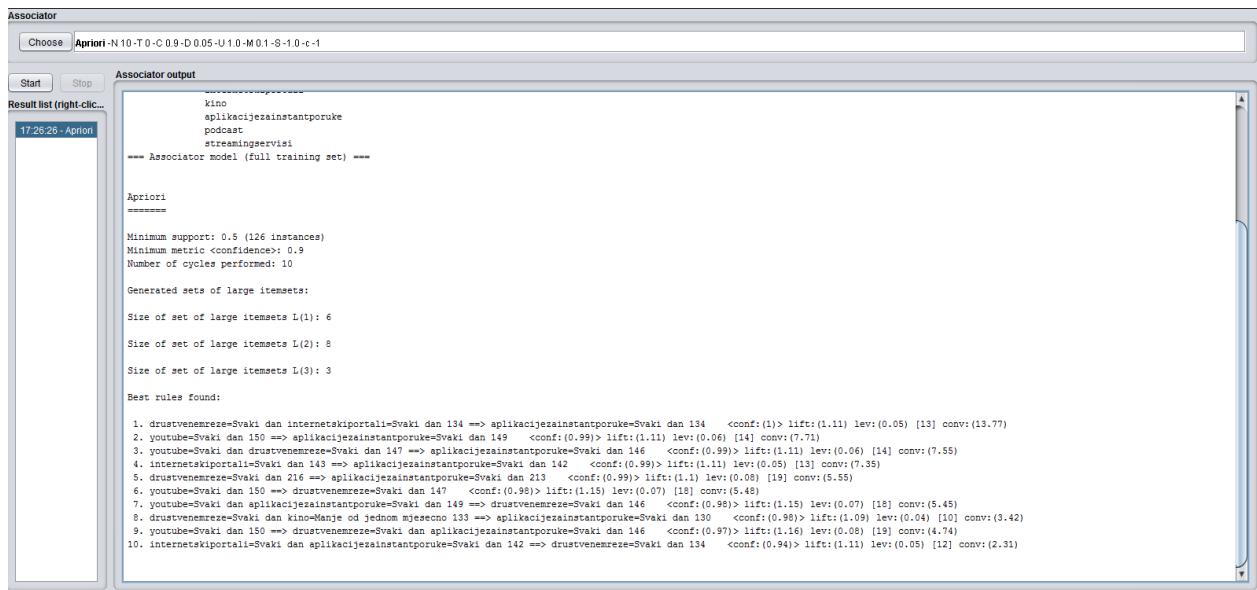 Associator
Choose Apriori -N 10 -T 0 -C 0.9 -D 0.05 -U 1.0 -M 0.1 -S -1.0 -c -1
Start Stop
Associator output
Result list (right-clic...
17:26:26 - Apriori
kino
aplikacijezainstantporuke
podcast
streamingservisi
=== Associator model (full training set) ===
Apriori
=======
Minimum support: 0.5 (126 instances)
Minimum metric <confidence>: 0.9
Number of cycles performed: 10
Generated sets of large itemsets:
Size of set of large itemsets L(1): 6
Size of set of large itemsets L(2): 8
Size of set of large itemsets L(3): 3
Best rules found:
1. drustvenemreze=Svaki dan internetskiportali=Svaki dan 134 ==> aplikacijezainstantporuke=Svaki dan 134 <conf:(1)> lift:(1.11) lev:(0.05) [13] conv:(13.77)
2. youtube=Svaki dan 150 ==> aplikacijezainstantporuke=Svaki dan 149 <conf:(0.99)> lift:(1.11) lev:(0.06) [14] conv:(7.71)
3. youtube=Svaki dan drustvenemreze=Svaki dan 147 ==> aplikacijezainstantporuke=Svaki dan 146 <conf:(0.99)> lift:(1.11) lev:(0.06) [14] conv:(7.55)
4. internetskiportali=Svaki dan 143 ==> aplikacijezainstantporuke=Svaki dan 142 <conf:(0.99)> lift:(1.11) lev:(0.05) [13] conv:(7.35)
5. drustvenemreze=Svaki dan 216 ==> aplikacijezainstantporuke=Svaki dan 213 <conf:(0.99)> lift:(1.1) lev:(0.08) [19] conv:(5.55)
6. youtube=Svaki dan 150 ==> drustvenemreze=Svaki dan 147 <conf:(0.98)> lift:(1.15) lev:(0.07) [18] conv:(5.48)
7. youtube=Svaki dan aplikacijezainstantporuke=Svaki dan 149 ==> drustvenemreze=Svaki dan 146 <conf:(0.98)> lift:(1.15) lev:(0.07) [18] conv:(5.45)
8. drustvenemreze=Svaki dan kino=Manje od jednom mjesecno 133 ==> aplikacijezainstantporuke=Svaki dan 130 <conf:(0.98)> lift:(1.09) lev:(0.04) [10] conv:(3.42)
9. youtube=Svaki dan 150 ==> drustvenemreze=Svaki dan aplikacijezainstantporuke=Svaki dan 146 <conf:(0.97)> lift:(1.16) lev:(0.08) [19] conv:(4.74)
10. internetskiportali=Svaki dan aplikacijezainstantporuke=Svaki dan 142 ==> drustvenemreze=Svaki dan 134 <conf:(0.94)> lift:(1.11) lev:(0.05) [12] conv:(2.31)